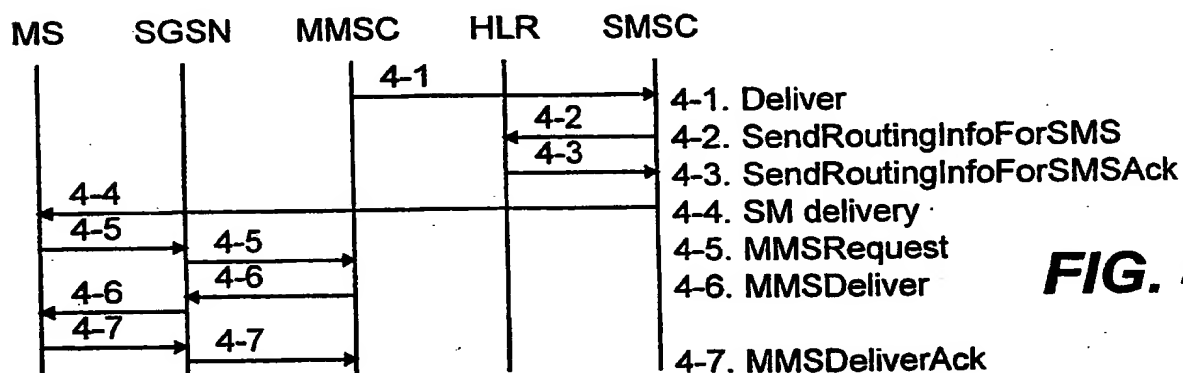 MS SGSN MMSC HLR SMSC
4-1
4-1. Deliver
4-2
4-2. SendRoutingInfoForSMS
4-3
4-3. SendRoutingInfoForSMSAck
4-4
4-4. SM delivery
4-5
4-5
4-5. MMSRequest
4-6
4-6
4-6. MMSDeliver
4-7
4-7
4-7. MMSDeliverAck
FIG.